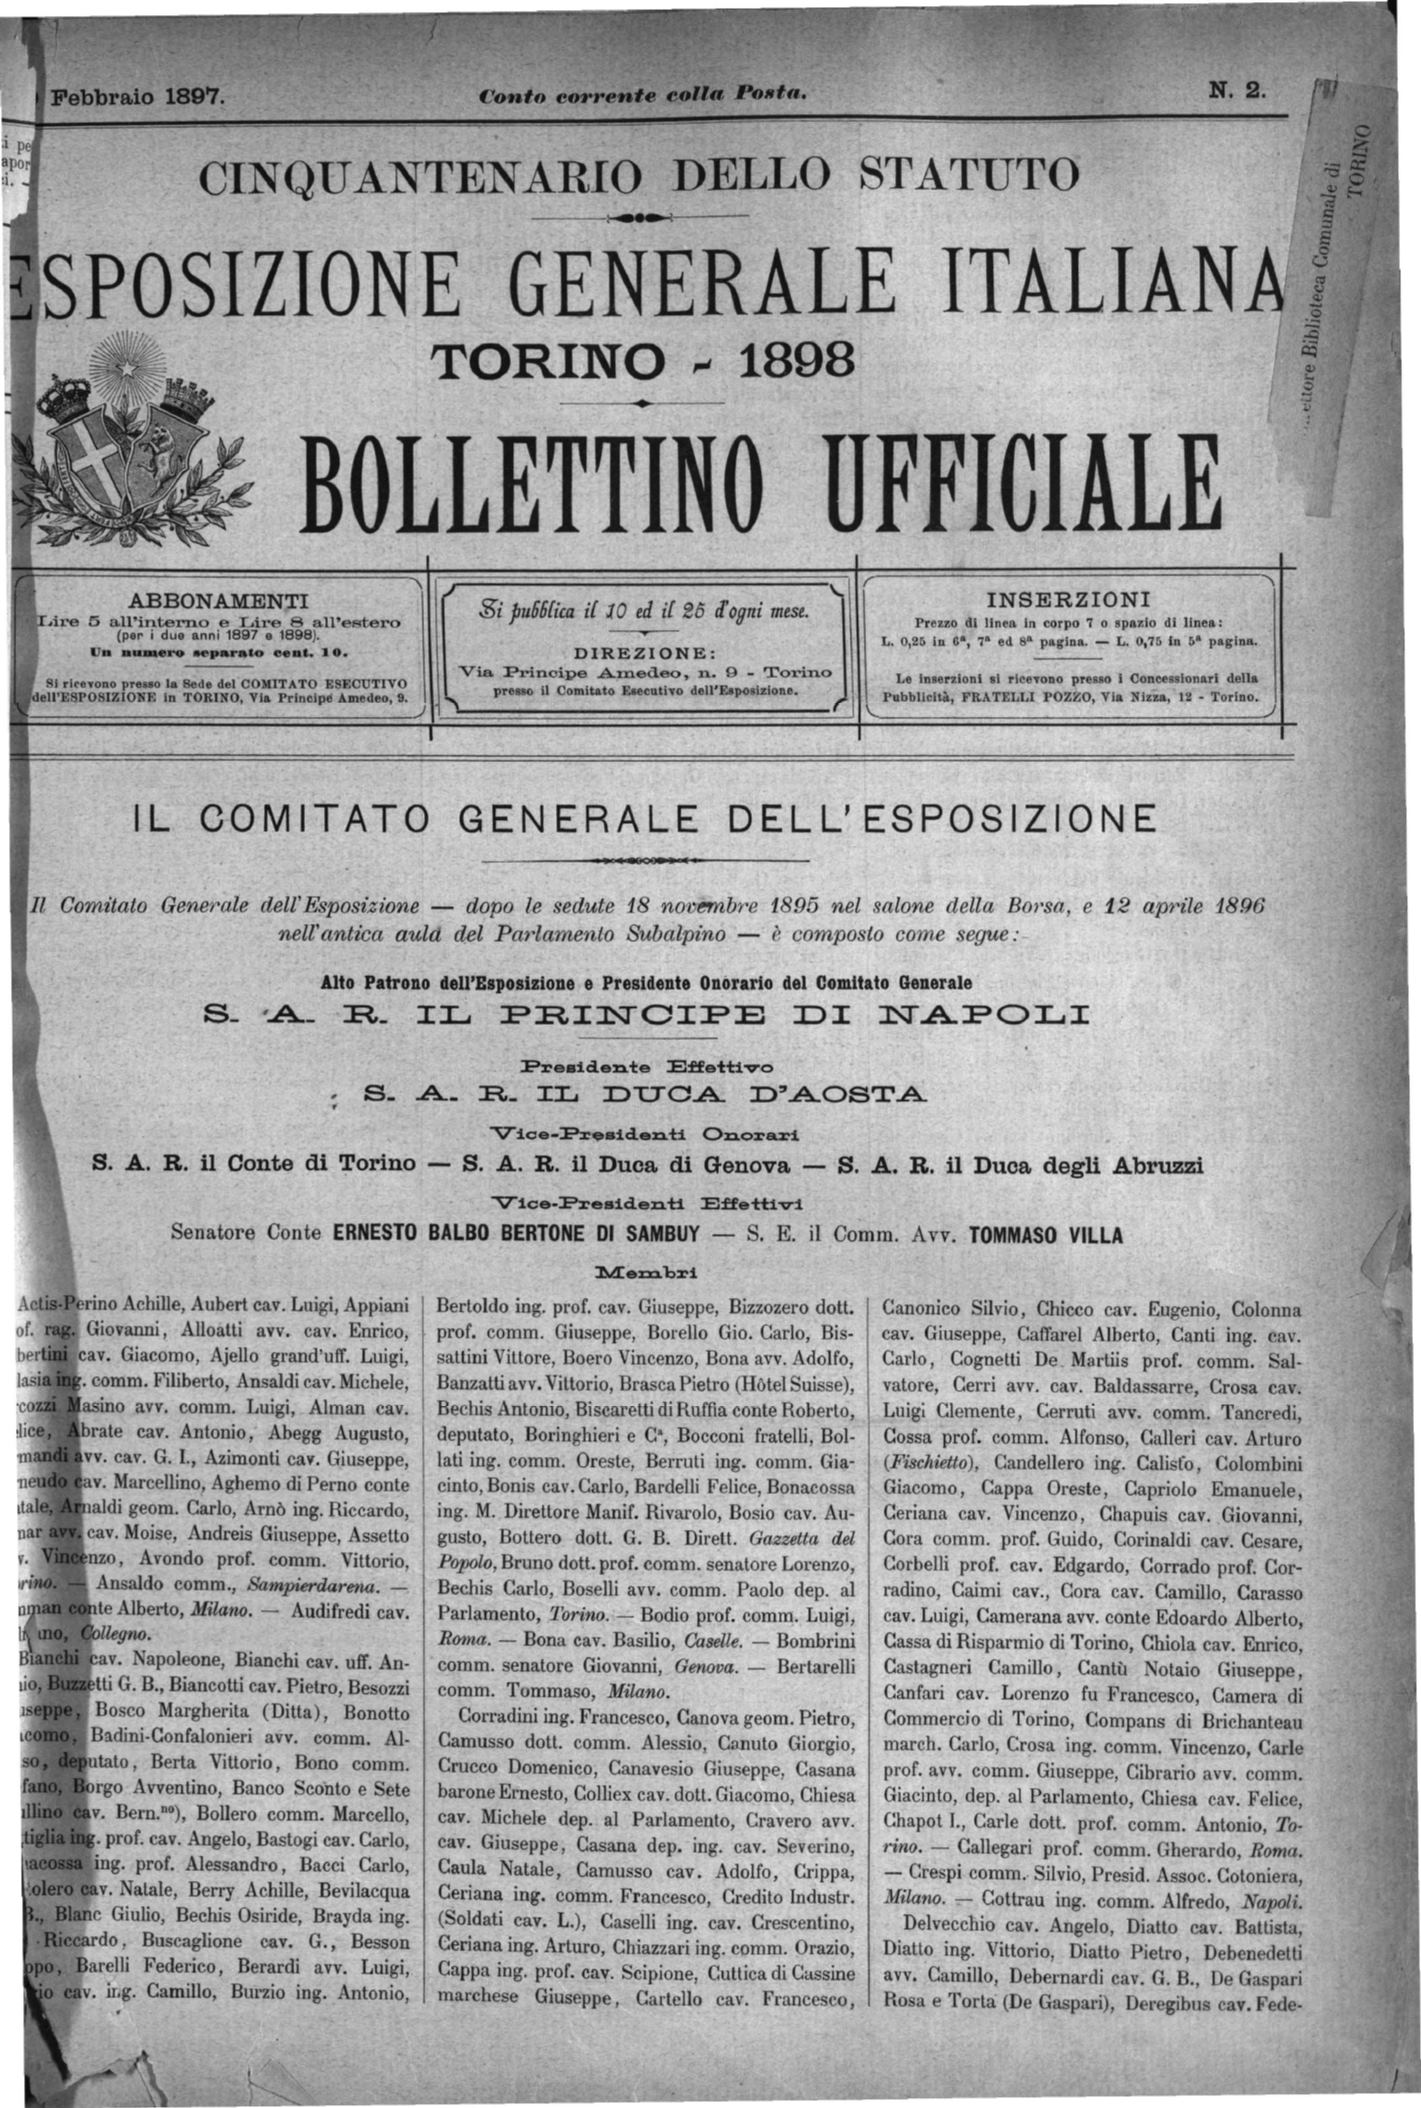 Febbraio 1897.
Conto corrente colla Posta.
N. 2.
Biblioteca Comunale di
TORINO
CINQUANTENARIO DELLO STATUTO
ESPOSIZIONE GENERALE ITALIANA
TORINO - 1898
BOLLETTINO UFFICIALE
ABBONAMENTI
Lire 5 all'interno e Lire 8 all'estero
(per i due anni 1897 e 1898).
Un numero separato cent. 10.
Si ricevono presso la Sede del COMITATO ESECUTIVO
dell'ESPOSIZIONE in TORINO, Via Principe Amedeo, 9.
Si pubblica il 10 ed il 25 d'ogni mese.
DIREZIONE:
Via Principe Amedeo, n. 9 - Torino
presso il Comitato Esecutivo dell'Esposizione.
INSERZIONI
Prezzo di linea in corpo 7 o spazio di linea:
L. 0,25 in 6ª, 7ª ed 8ª pagina. — L. 0,75 in 5ª pagina.
Le inserzioni si ricevono presso i Concessionari della
Pubblicità, FRATELLI POZZO, Via Nizza, 12 - Torino.
IL COMITATO GENERALE DELL'ESPOSIZIONE
Il Comitato Generale dell'Esposizione — dopo le sedute 18 novembre 1895 nel salone della Borsa, e 12 aprile 1896
nell'antica aula del Parlamento Subalpino — è composto come segue:
Alto Patrono dell'Esposizione e Presidente Onorario del Comitato Generale
S. A. R. IL PRINCIPE DI NAPOLI
Presidente Effettivo
S. A. R. IL DUCA D'AOSTA
Vice-Presidenti Onorari
S. A. R. il Conte di Torino — S. A. R. il Duca di Genova — S. A. R. il Duca degli Abruzzi
Vice-Presidenti Effettivi
Senatore Conte ERNESTO BALBO BERTONE DI SAMBUY — S. E. il Comm. Avv. TOMMASO VILLA
Membri
Actis-Perino Achille, Aubert cav. Luigi, Appiani
of. rag. Giovanni, Alloatti avv. cav. Enrico,
bertini cav. Giacomo, Ajello grand'uff. Luigi,
lasia ing. comm. Filiberto, Ansaldi cav. Michele,
cozzi Masino avv. comm. Luigi, Alman cav.
lice, Abrate cav. Antonio, Abegg Augusto,
mandi avv. cav. G. I., Azimonti cav. Giuseppe,
neudo cav. Marcellino, Aghemo di Perno conte
tale, Arnaldi geom. Carlo, Arnò ing. Riccardo,
nar avv. cav. Moise, Andreis Giuseppe, Assetto
v. Vincenzo, Avondo prof. comm. Vittorio,
rino. — Ansaldo comm., Sampierdarena. —
nman conte Alberto, Milano. — Audifredi cav.
ino, Collegno.
Bianchi cav. Napoleone, Bianchi cav. uff. An-
io, Buzzetti G. B., Biancotti cav. Pietro, Besozzi
seppe, Bosco Margherita (Ditta), Bonotto
como, Badini-Confalonieri avv. comm. Al-
so, deputato, Berta Vittorio, Bono comm.
fano, Borgo Avventino, Banco Sconto e Sete
llino cav. Bern.no), Bollero comm. Marcello,
tiglia ing. prof. cav. Angelo, Bastogi cav. Carlo,
acossa ing. prof. Alessandro, Bacci Carlo,
olero cav. Natale, Berry Achille, Bevilacqua
B., Blanc Giulio, Bechis Osiride, Brayda ing.
Riccardo, Buscaglione cav. G., Besson
opo, Barelli Federico, Berardi avv. Luigi,
io cav. ing. Camillo, Burzio ing. Antonio,
Bertoldo ing. prof. cav. Giuseppe, Bizzozero dott.
prof. comm. Giuseppe, Borello Gio. Carlo, Bis-
sattini Vittore, Boero Vincenzo, Bona avv. Adolfo,
Banzatti avv. Vittorio, Brasca Pietro (Hôtel Suisse),
Bechis Antonio, Biscaretti di Ruffia conte Roberto,
deputato, Boringhieri e Cª, Bocconi fratelli, Bol-
lati ing. comm. Oreste, Berruti ing. comm. Gia-
cinto, Bonis cav. Carlo, Bardelli Felice, Bonacossa
ing. M. Direttore Manif. Rivarolo, Bosio cav. Au-
gusto, Bottero dott. G. B. Dirett. Gazzetta del
Popolo, Bruno dott. prof. comm. senatore Lorenzo,
Bechis Carlo, Boselli avv. comm. Paolo dep. al
Parlamento, Torino. — Bodio prof. comm. Luigi,
Roma. — Bona cav. Basilio, Caselle. — Bombrini
comm. senatore Giovanni, Genova. — Bertarelli
comm. Tommaso, Milano.
Corradini ing. Francesco, Canova geom. Pietro,
Camusso dott. comm. Alessio, Canuto Giorgio,
Crucco Domenico, Canavesio Giuseppe, Casana
barone Ernesto, Colliex cav. dott. Giacomo, Chiesa
cav. Michele dep. al Parlamento, Cravero avv.
cav. Giuseppe, Casana dep. ing. cav. Severino,
Caula Natale, Camusso cav. Adolfo, Crippa,
Ceriana ing. comm. Francesco, Credito Industr.
(Soldati cav. L.), Caselli ing. cav. Crescentino,
Ceriana ing. Arturo, Chiazzari ing. comm. Orazio,
Cappa ing. prof. cav. Scipione, Cuttica di Cassine
marchese Giuseppe, Cartello cav. Francesco,
Canonico Silvio, Chicco cav. Eugenio, Colonna
cav. Giuseppe, Caffarel Alberto, Canti ing. cav.
Carlo, Cognetti De Martiis prof. comm. Sal-
vatore, Cerri avv. cav. Baldassarre, Crosa cav.
Luigi Clemente, Cerruti avv. comm. Tancredi,
Cossa prof. comm. Alfonso, Calleri cav. Arturo
(Fischietto), Candellero ing. Calisto, Colombini
Giacomo, Cappa Oreste, Capriolo Emanuele,
Ceriana cav. Vincenzo, Chapuis cav. Giovanni,
Cora comm. prof. Guido, Corinaldi cav. Cesare,
Corbelli prof. cav. Edgardo, Corrado prof. Cor-
radino, Caimi cav., Cora cav. Camillo, Carasso
cav. Luigi, Camerana avv. conte Edoardo Alberto,
Cassa di Risparmio di Torino, Chiola cav. Enrico,
Castagneri Camillo, Cantù Notaio Giuseppe,
Canfari cav. Lorenzo fu Francesco, Camera di
Commercio di Torino, Compans di Brichanteau
march. Carlo, Crosa ing. comm. Vincenzo, Carle
prof. avv. comm. Giuseppe, Cibrario avv. comm.
Giacinto, dep. al Parlamento, Chiesa cav. Felice,
Chapot I., Carle dott. prof. comm. Antonio, To-
rino. — Callegari prof. comm. Gherardo, Roma.
— Crespi comm. Silvio, Presid. Assoc. Cotoniera,
Milano. — Cottrau ing. comm. Alfredo, Napoli.
Delvecchio cav. Angelo, Diatto cav. Battista,
Diatto ing. Vittorio, Diatto Pietro, Debenedetti
avv. Camillo, Debernardi cav. G. B., De Gaspari
Rosa e Torta (De Gaspari), Deregibus cav. Fede-